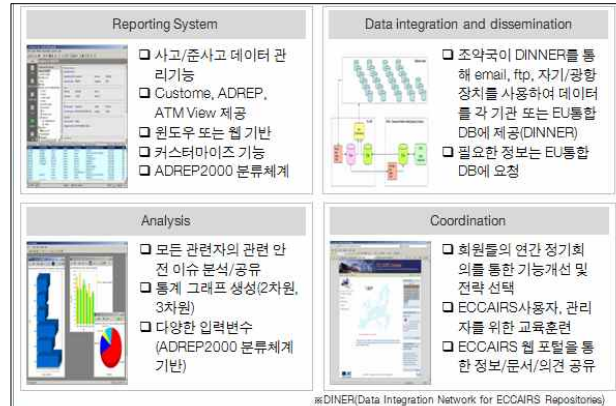 Reporting System
❑ 사고/준사고 데이터 관
리기능
❑ Custome, ADREP,
ATM View 제공
❑ 윈도우 또는 웹 기반
❑ 커스터마이즈 기능
❑ ADREP2000 분류체계
Data integration and dissemination
❑ 조약국이 DINNER를 통
해 email, ftp, 자기/광학
장치를 사용하여 데이터
를 각 기관 또는 EU통합
DB에 제공(DINNER)
❑ 필요한 정보는 EU통합
DB에 요청
Analysis
❑ 모든 관련자의 관련 안
전 이슈 분석/공유
❑ 통계 그래프 생성(2차원,
3차원)
❑ 다양한 입력변수
(ADREP2000 분류체계
기반)
Coordination
❑ 회원들의 연간 정기회
의를 통한 기능개선 및
전략 선택
❑ ECCAIRS사용자, 관리
자를 위한 교육훈련
❑ ECCAIRS 웹 포털을 통
한 정보/문서/의견 공유
※DINER(Data Integration Network for ECCAIRS Repositories)